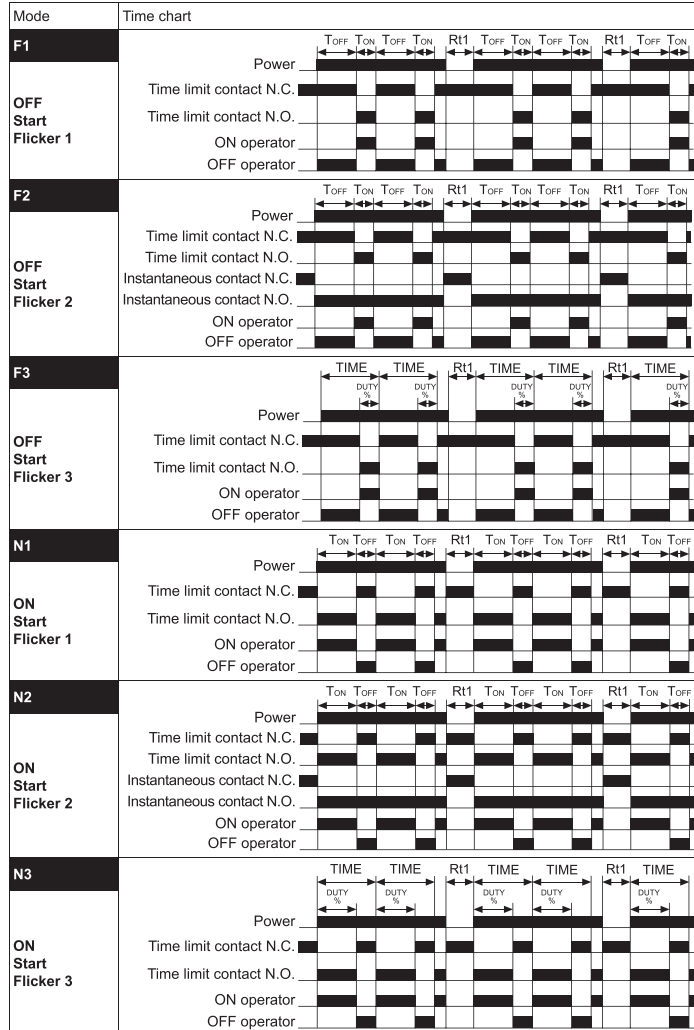 Mode Time chart
F1
OFF
Start
Flicker 1
TOFF TON TOFF TON Rt1 TOFF TON TOFF TON Rt1 TOFF TON
Power
Time limit contact N.C.
Time limit contact N.O.
ON operator
OFF operator
F2
OFF
Start
Flicker 2
TOFF TON TOFF TON Rt1 TOFF TON TOFF TON Rt1 TOFF TON
Power
Time limit contact N.C.
Time limit contact N.O.
Instantaneous contact N.C.
Instantaneous contact N.O.
ON operator
OFF operator
F3
OFF
Start
Flicker 3
TIME TIME Rt1 TIME TIME Rt1 TIME
DUTY DUTY DUTY DUTY DUTY
% % % % %
Power
Time limit contact N.C.
Time limit contact N.O.
ON operator
OFF operator
N1
ON
Start
Flicker 1
TON TOFF TON TOFF Rt1 TON TOFF TON TOFF Rt1 TON TOFF
Power
Time limit contact N.C.
Time limit contact N.O.
ON operator
OFF operator
N2
ON
Start
Flicker 2
TON TOFF TON TOFF Rt1 TON TOFF TON TOFF Rt1 TON TOFF
Power
Time limit contact N.C.
Time limit contact N.O.
Instantaneous contact N.C.
Instantaneous contact N.O.
ON operator
OFF operator
N3
ON
Start
Flicker 3
TIME TIME Rt1 TIME TIME Rt1 TIME
DUTY DUTY DUTY DUTY DUTY
% % % % %
Power
Time limit contact N.C.
Time limit contact N.O.
ON operator
OFF operator